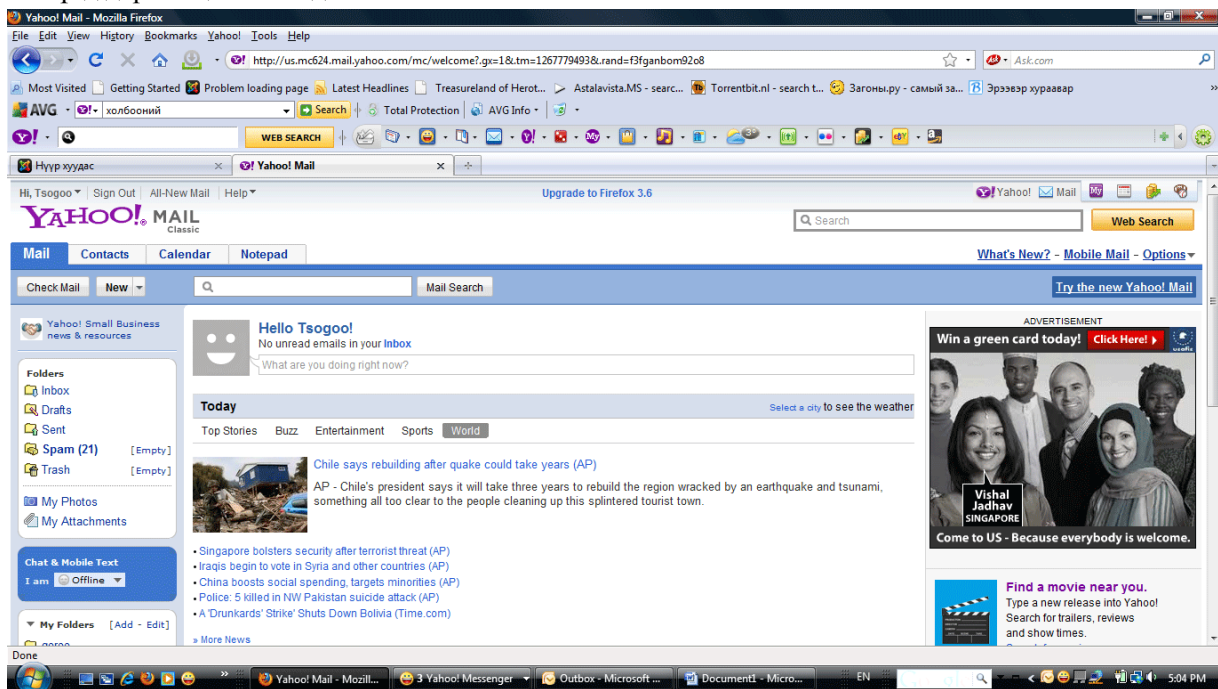 Yahoo! Mail - Mozilla Firefox
File Edit View History Bookmarks Yahoo! Tools Help
http://us.mc624.mail.yahoo.com/mc/welcome?.gx=1&.tm=1267779493&.rand=f3fganbom92o8
Ask.com
Most Visited Getting Started Problem loading page Latest Headlines Treasureland of Herot... Astalavista.MS - searc... Torrentbit.nl - search t... Загоны.ру - самый за... Эрээвэр хураавар
AVG холбооний Search Total Protection AVG Info
WEB SEARCH
Нүүр хуудас Yahoo! Mail
Hi, Tsogoo Sign Out All-New Mail Help Upgrade to Firefox 3.6 Yahoo! Mail My
YAHOO! MAIL
Classic
Search Web Search
Mail Contacts Calendar Notepad What's New? - Mobile Mail - Options
Check Mail New Mail Search Try the new Yahoo! Mail
Yahoo! Small Business
news & resources
Folders
Inbox
Drafts
Sent
Spam (21) [Empty]
Trash [Empty]
My Photos
My Attachments
Chat & Mobile Text
I am Offline
My Folders [Add - Edit]
Hello Tsogoo!
No unread emails in your Inbox
What are you doing right now?
Today Select a city to see the weather
Top Stories Buzz Entertainment Sports World
Chile says rebuilding after quake could take years (AP)
AP - Chile's president says it will take three years to rebuild the region wracked by an earthquake and tsunami,
something all too clear to the people cleaning up this splintered tourist town.
• Singapore bolsters security after terrorist threat (AP)
• Iraqis begin to vote in Syria and other countries (AP)
• China boosts social spending, targets minorities (AP)
• Police: 5 killed in NW Pakistan suicide attack (AP)
• A 'Drunkards' Strike' Shuts Down Bolivia (Time.com)
» More News
ADVERTISEMENT
Win a green card today! Click Here!
usafis
Vishal
Jadhav
SINGAPORE
Come to US - Because everybody is welcome.
Find a movie near you.
Type a new release into Yahoo!
Search for trailers, reviews
and show times.
Done
Yahoo! Mail - Mozill... 3 Yahoo! Messenger Outbox - Microsoft ... Document1 - Micro... EN 5:04 PM